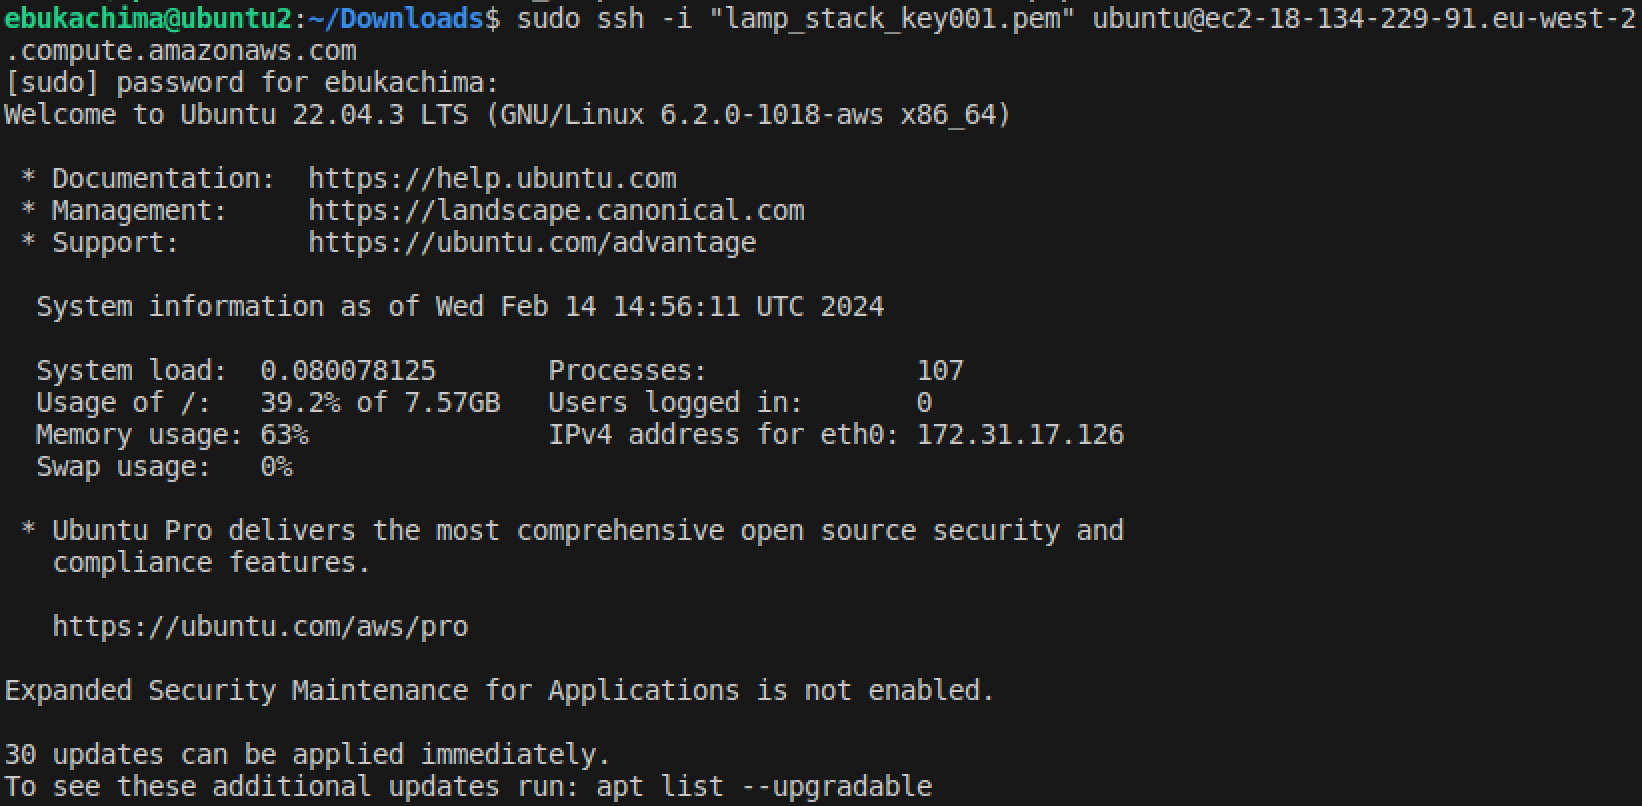 ebukachima@ubuntu2:~/Downloads$ sudo ssh -i "lamp_stack_key001.pem" ubuntu@ec2-18-134-229-91.eu-west-2
.compute.amazonaws.com
[sudo] password for ebukachima:
Welcome to Ubuntu 22.04.3 LTS (GNU/Linux 6.2.0-1018-aws x86_64)

 * Documentation:  https://help.ubuntu.com
 * Management:     https://landscape.canonical.com
 * Support:        https://ubuntu.com/advantage

  System information as of Wed Feb 14 14:56:11 UTC 2024

  System load:  0.080078125       Processes:             107
  Usage of /:   39.2% of 7.57GB   Users logged in:       0
  Memory usage: 63%               IPv4 address for eth0: 172.31.17.126
  Swap usage:   0%

 * Ubuntu Pro delivers the most comprehensive open source security and
   compliance features.

   https://ubuntu.com/aws/pro

Expanded Security Maintenance for Applications is not enabled.

30 updates can be applied immediately.
To see these additional updates run: apt list --upgradable